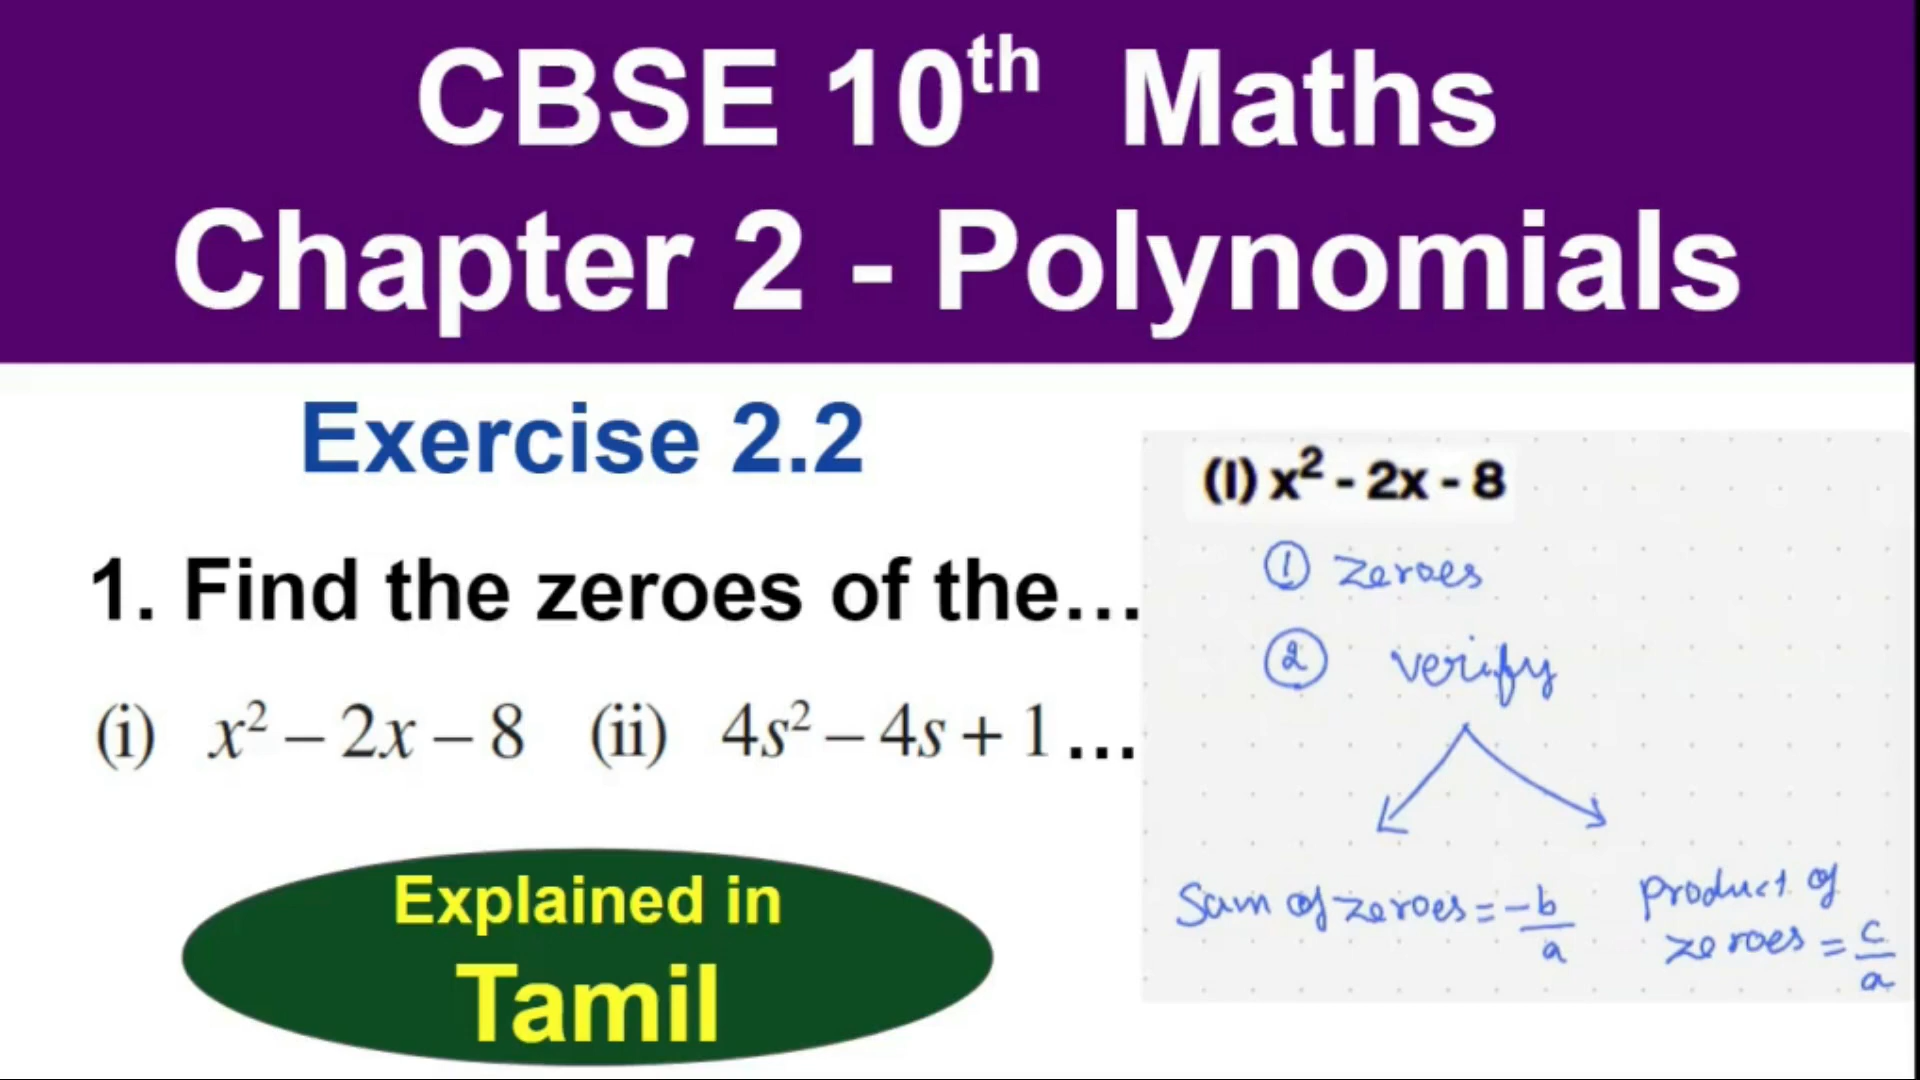 CBSE 10th Maths
Chapter 2 - Polynomials
Exercise 2.2
1. Find the zeroes of the...
(i) x² – 2x – 8 (ii) 4s² – 4s + 1 ...
Explained in
Tamil
(I) x² - 2x - 8
① zeroes
② verify
Sum of zeroes = -b/a
product of
zeroes = c/a